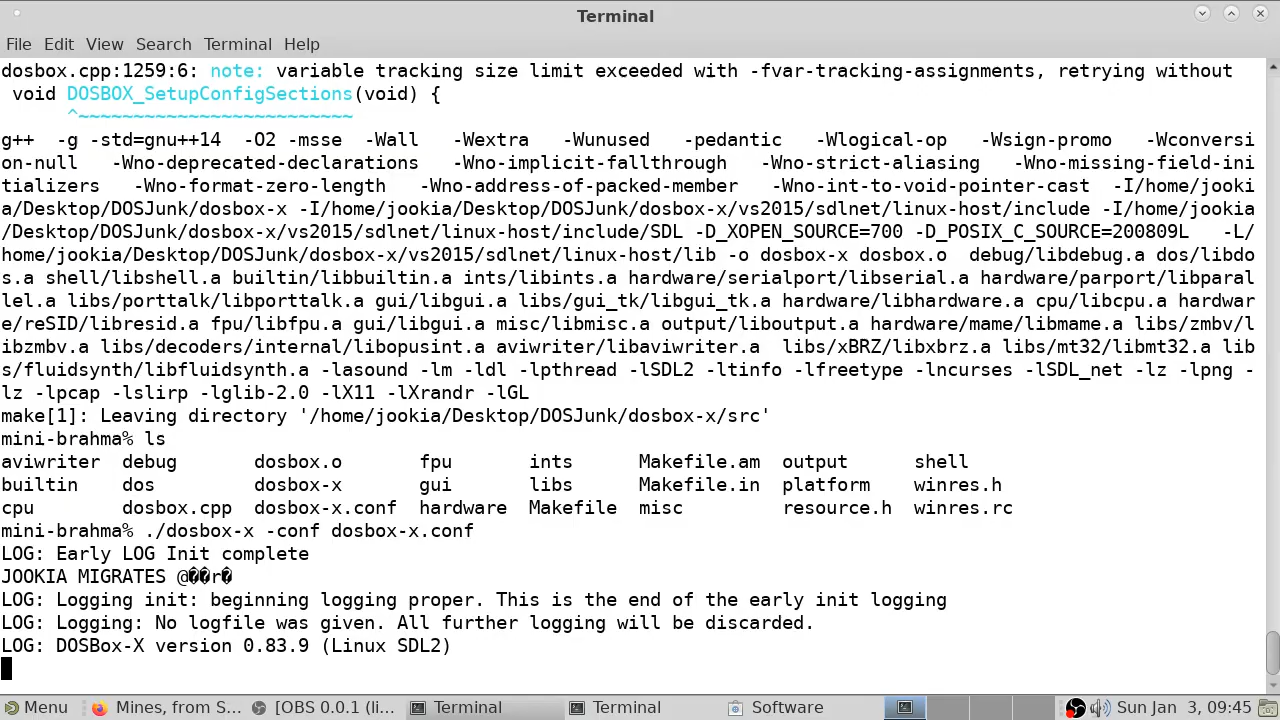 Terminal
File Edit View Search Terminal Help
dosbox.cpp:1259:6: note: variable tracking size limit exceeded with -fvar-tracking-assignments, retrying without
 void DOSBOX_SetupConfigSections(void) {
      ^~~~~~~~~~~~~~~~~~~~~~~~~~
g++  -g -std=gnu++14  -O2 -msse  -Wall   -Wextra   -Wunused   -pedantic   -Wlogical-op   -Wsign-promo   -Wconversi
on-null   -Wno-deprecated-declarations   -Wno-implicit-fallthrough   -Wno-strict-aliasing   -Wno-missing-field-ini
tializers   -Wno-format-zero-length   -Wno-address-of-packed-member   -Wno-int-to-void-pointer-cast  -I/home/jooki
a/Desktop/DOSJunk/dosbox-x -I/home/jookia/Desktop/DOSJunk/dosbox-x/vs2015/sdlnet/linux-host/include -I/home/jookia
/Desktop/DOSJunk/dosbox-x/vs2015/sdlnet/linux-host/include/SDL -D_XOPEN_SOURCE=700 -D_POSIX_C_SOURCE=200809L   -L/
home/jookia/Desktop/DOSJunk/dosbox-x/vs2015/sdlnet/linux-host/lib -o dosbox-x dosbox.o  debug/libdebug.a dos/libdo
s.a shell/libshell.a builtin/libbuiltin.a ints/libints.a hardware/serialport/libserial.a hardware/parport/libparal
lel.a libs/porttalk/libporttalk.a gui/libgui.a libs/gui_tk/libgui_tk.a hardware/libhardware.a cpu/libcpu.a hardwar
e/reSID/libresid.a fpu/libfpu.a gui/libgui.a misc/libmisc.a output/liboutput.a hardware/mame/libmame.a libs/zmbv/l
ibzmbv.a libs/decoders/internal/libopusint.a aviwriter/libaviwriter.a  libs/xBRZ/libxbrz.a libs/mt32/libmt32.a lib
s/fluidsynth/libfluidsynth.a -lasound -lm -ldl -lpthread -lSDL2 -ltinfo -lfreetype -lncurses -lSDL_net -lz -lpng -
lz -lpcap -lslirp -lglib-2.0 -lX11 -lXrandr -lGL
make[1]: Leaving directory '/home/jookia/Desktop/DOSJunk/dosbox-x/src'
mini-brahma% ls
aviwriter  debug       dosbox.o       fpu       ints      Makefile.am  output      shell
builtin    dos         dosbox-x       gui       libs      Makefile.in  platform    winres.h
cpu        dosbox.cpp  dosbox-x.conf  hardware  Makefile  misc         resource.h  winres.rc
mini-brahma% ./dosbox-x -conf dosbox-x.conf
LOG: Early LOG Init complete
JOOKIA MIGRATES @��r�
LOG: Logging init: beginning logging proper. This is the end of the early init logging
LOG: Logging: No logfile was given. All further logging will be discarded.
LOG: DOSBox-X version 0.83.9 (Linux SDL2)
Menu Mines, from S... [OBS 0.0.1 (li... Terminal Terminal Software Sun Jan  3, 09:45